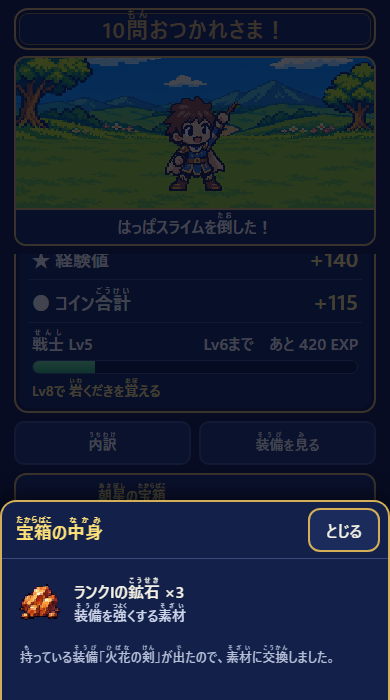 10問おつかれさま！
はっぱスライムを倒した！
★ 経験値 +140
● コイン合計 +115
戦士 Lv5 Lv6まで あと 420 EXP
Lv8で 岩くだきを覚える
内訳 装備を見る
朝星の宝箱
宝箱の中身 とじる
ランクIの鉱石 ×3
装備を強くする素材
持っている装備「火花の剣」が出たので、素材に交換しました。